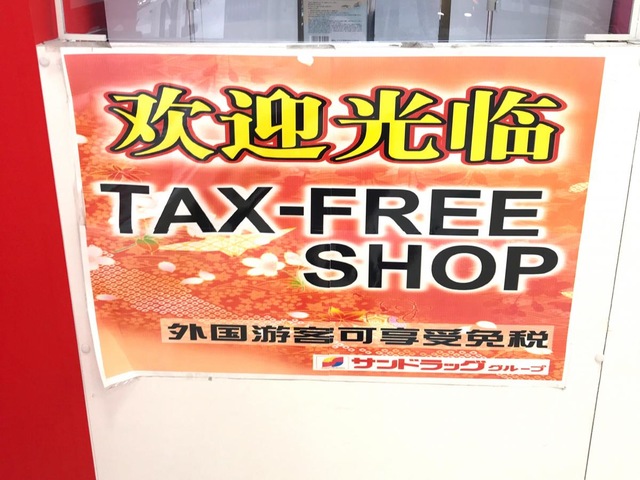 欢迎光临
TAX-FREE
SHOP
外国游客可享受免税
サンドラッグ グループ